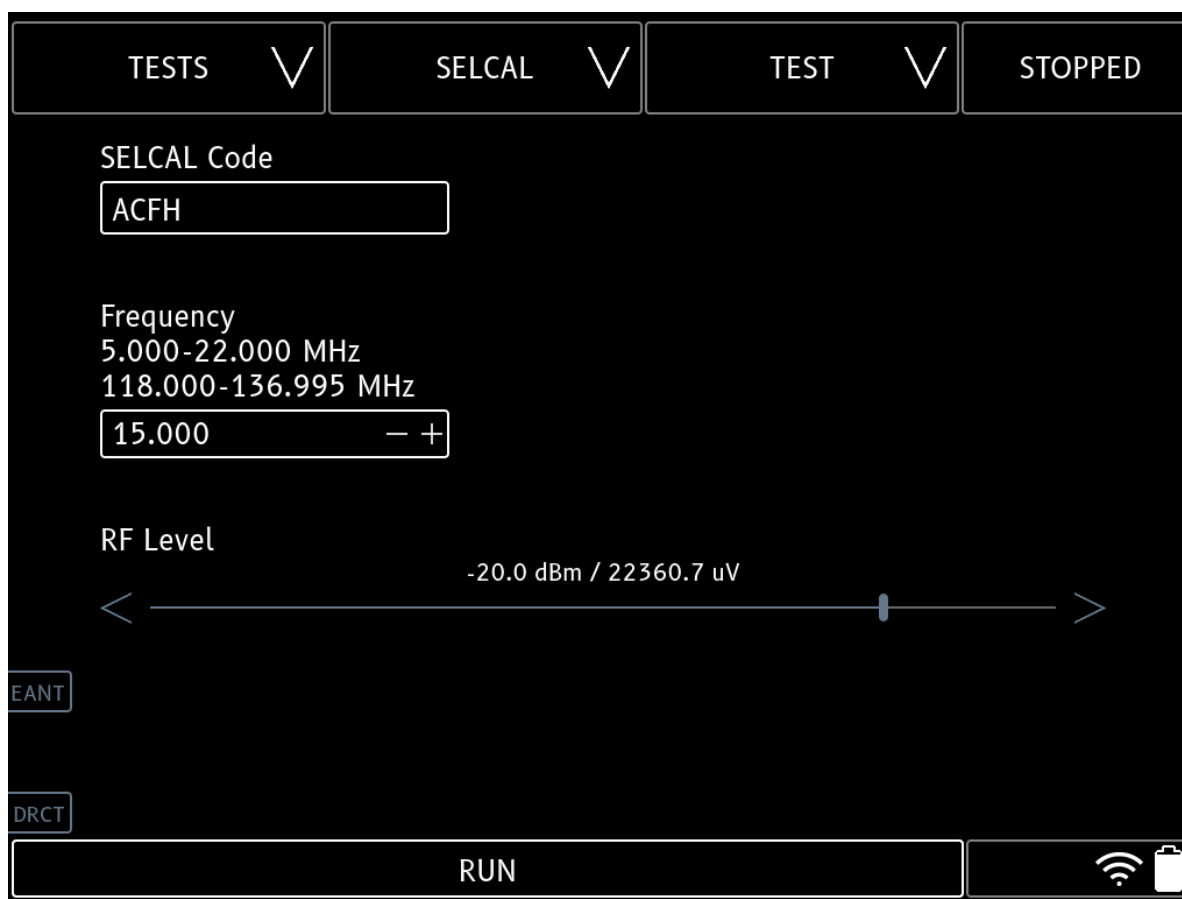 TESTS SELCAL TEST STOPPED
SELCAL Code
ACFH
Frequency
5.000-22.000 MHz
118.000-136.995 MHz
15.000 − +
RF Level
-20.0 dBm / 22360.7 uV
EANT
DRCT
RUN